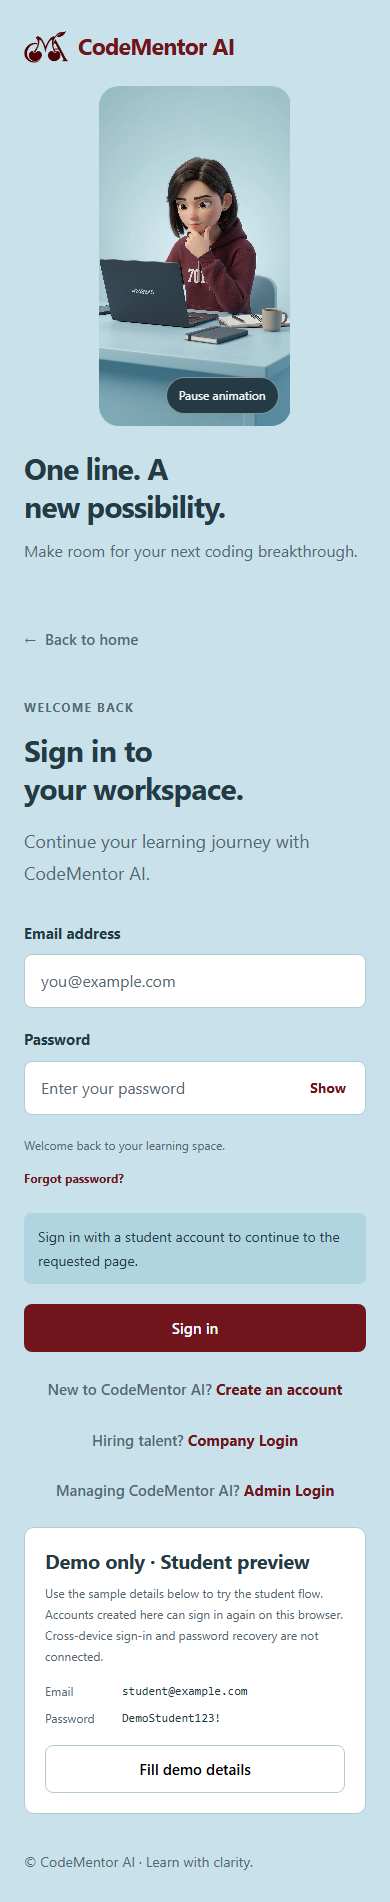 CodeMentor AI
Pause animation
One line. A
new possibility.
Make room for your next coding breakthrough.
← Back to home
WELCOME BACK
Sign in to
your workspace.
Continue your learning journey with
CodeMentor AI.
Email address
you@example.com
Password
Enter your password
Show
Welcome back to your learning space.
Forgot password?
Sign in with a student account to continue to the
requested page.
Sign in
New to CodeMentor AI? Create an account
Hiring talent? Company Login
Managing CodeMentor AI? Admin Login
Demo only · Student preview
Use the sample details below to try the student flow.
Accounts created here can sign in again on this browser.
Cross-device sign-in and password recovery are not
connected.
Email student@example.com
Password DemoStudent123!
Fill demo details
© CodeMentor AI · Learn with clarity.